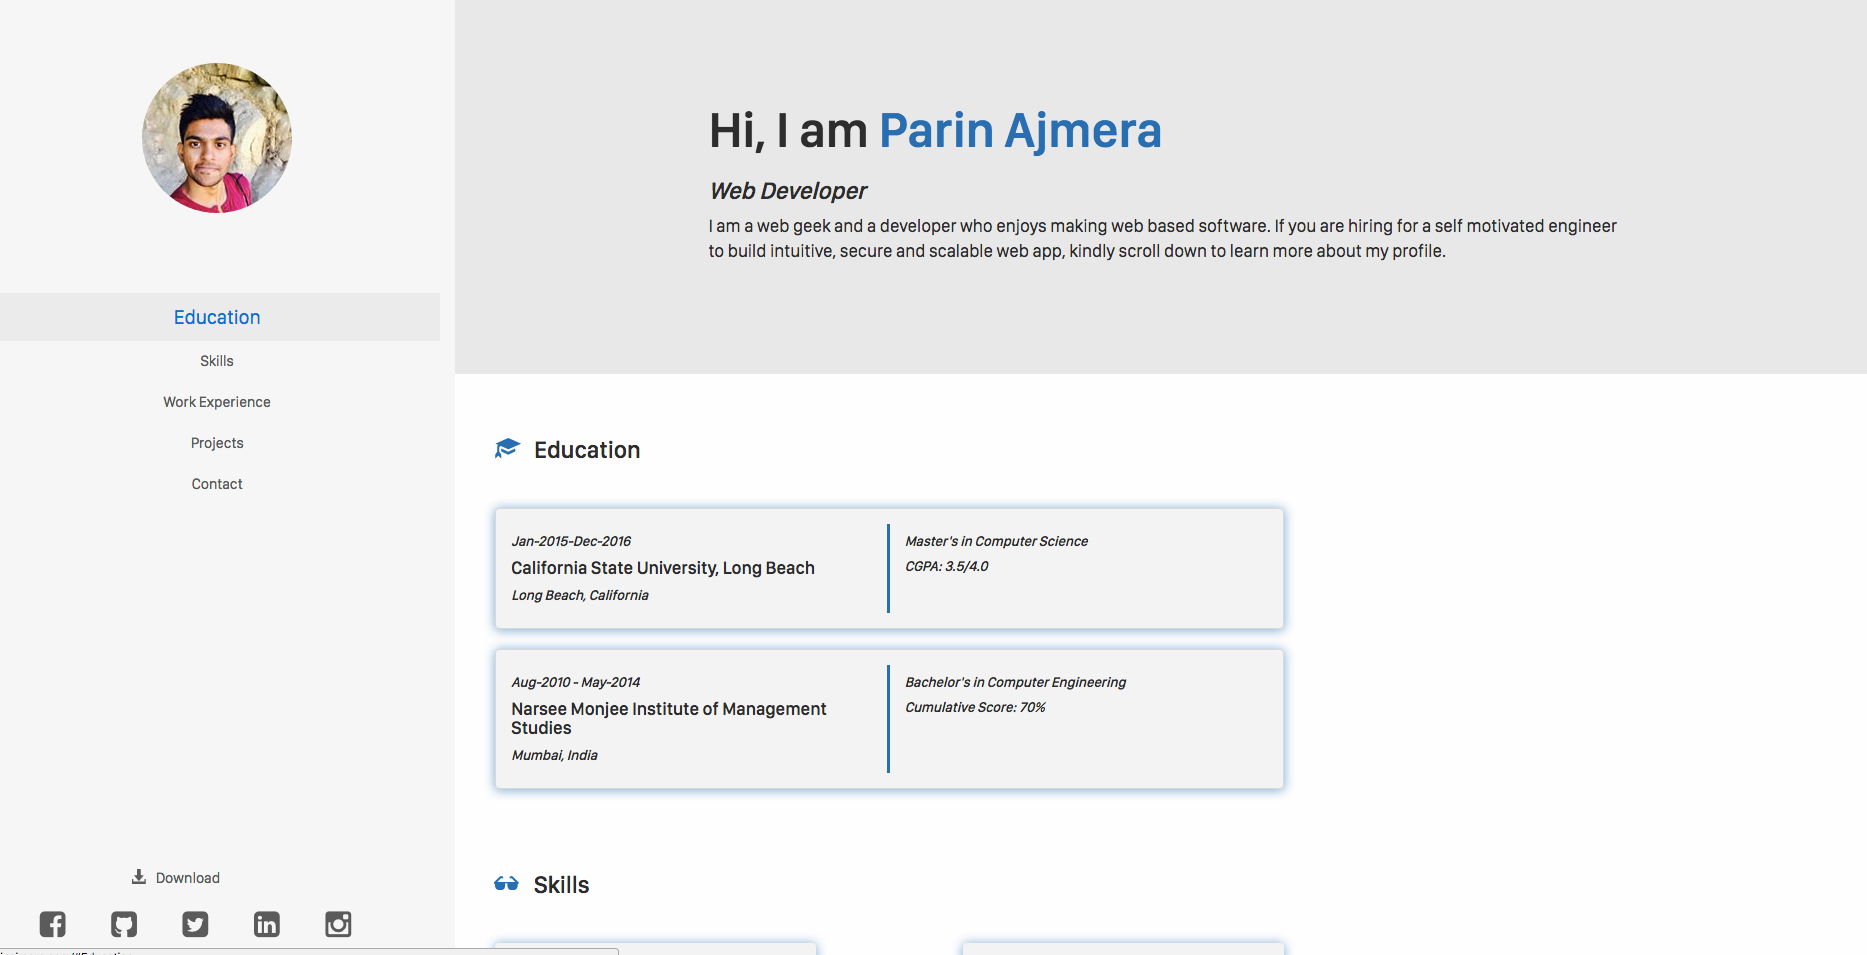 Hi, I am Parin Ajmera
Web Developer
I am a web geek and a developer who enjoys making web based software. If you are hiring for a self motivated engineer
to build intuitive, secure and scalable web app, kindly scroll down to learn more about my profile.
Education
Skills
Work Experience
Projects
Contact
Download
Education
Jan-2015-Dec-2016
California State University, Long Beach
Long Beach, California
Master's in Computer Science
CGPA: 3.5/4.0
Aug-2010 - May-2014
Narsee Monjee Institute of Management
Studies
Mumbai, India
Bachelor's in Computer Engineering
Cumulative Score: 70%
Skills